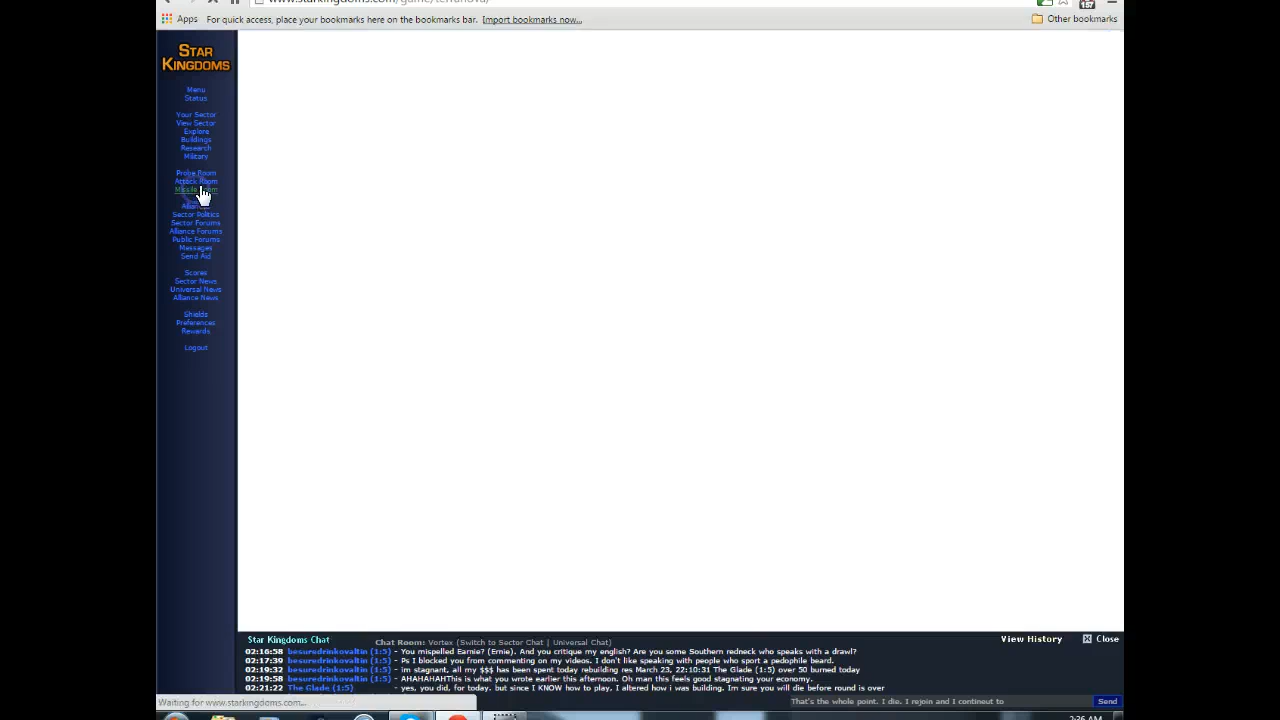 www.starkingdoms.com/game/terranova/
157
Apps For quick access, place your bookmarks here on the bookmarks bar. Import bookmarks now... Other bookmarks
STAR
KINGDOMS
Menu
Status
Your Sector
View Sector
Explore
Buildings
Research
Military
Probe Room
Attack Room
Missile
Sector Politics
Sector Forums
Alliance Forums
Public Forums
Messages
Send Aid
Scores
Sector News
Universal News
Alliance News
Shields
Preferences
Rewards
Logout
Star Kingdoms Chat Chat Room: Vortex (Switch to Sector Chat | Universal Chat) View History Close
02:16:58 besuredrinkovaltin (1:5) - You mispelled Earnie? (Ernie). And you critique my english? Are you some Southern redneck who speaks with a drawl?
02:17:39 besuredrinkovaltin (1:5) - Ps I blocked you from commenting on my videos. I don't like speaking with people who sport a pedophile beard.
02:19:32 besuredrinkovaltin (1:5) - im stagnant, all my $$$ has been spent today rebuilding res March 23, 22:10:31 The Glade (1:5) over 50 burned today
02:19:58 besuredrinkovaltin (1:5) - AHAHAHAHThis is what you wrote earlier this afternoon. Oh man this feels good stagnating your economy.
02:21:22 The Glade (1:5) - yes, you did, for today. but since I KNOW how to play, I altered how i was building. Im sure you will die before round is over
Waiting for www.starkingdoms.com... That's the whole point. I die. I rejoin and I continuet to Send
2:26 AM